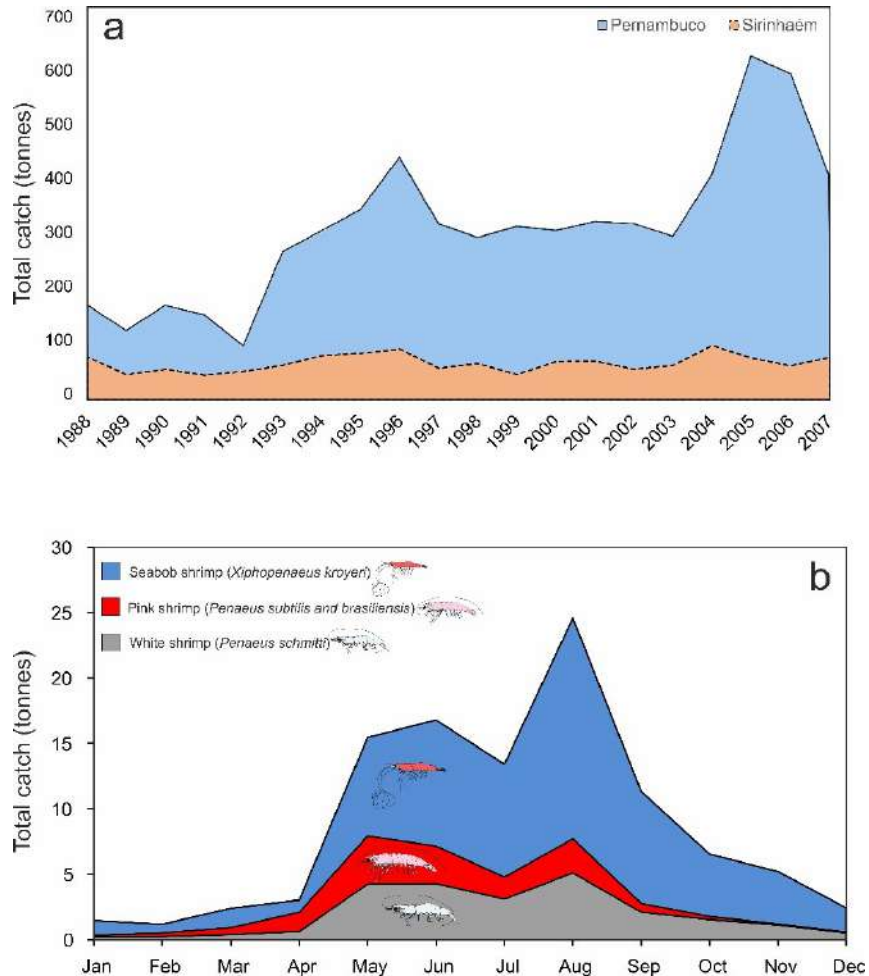 a
Pernambuco Sirinhaém
Total catch (tonnes)
700
600
500
400
300
200
100
0
1988 1989 1990 1991 1992 1993 1994 1995 1996 1997 1998 1999 2000 2001 2002 2003 2004 2005 2006 2007
b
Seabob shrimp (Xiphopenaeus kroyeri)
Pink shrimp (Penaeus subtilis and brasiliensis)
White shrimp (Penaeus schmitti)
Total catch (tonnes)
30
25
20
15
10
5
0
Jan Feb Mar Apr May Jun Jul Aug Sep Oct Nov Dec